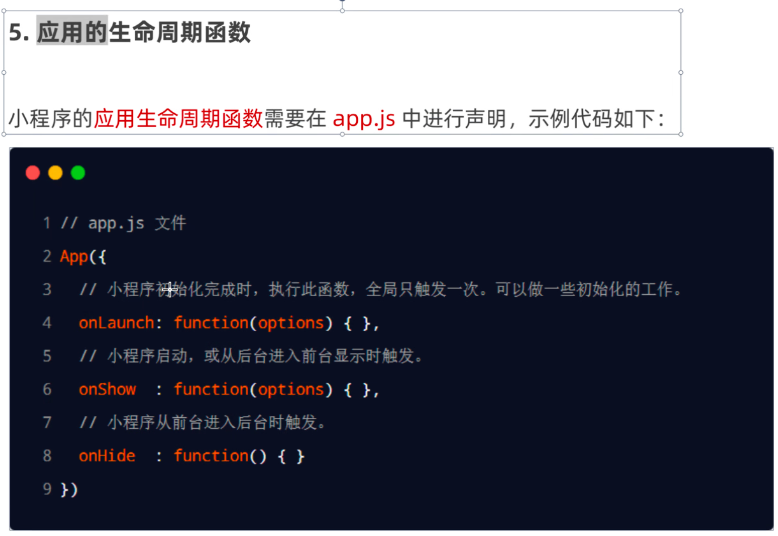 5. 应用的生命周期函数
小程序的应用生命周期函数需要在 app.js 中进行声明，示例代码如下：
1 // app.js 文件
2 App({
3 // 小程序初始化完成时，执行此函数，全局只触发一次。可以做一些初始化的工作。
4 onLaunch: function(options) { },
5 // 小程序启动，或从后台进入前台显示时触发。
6 onShow  : function(options) { },
7 // 小程序从前台进入后台时触发。
8 onHide  : function() { }
9 })